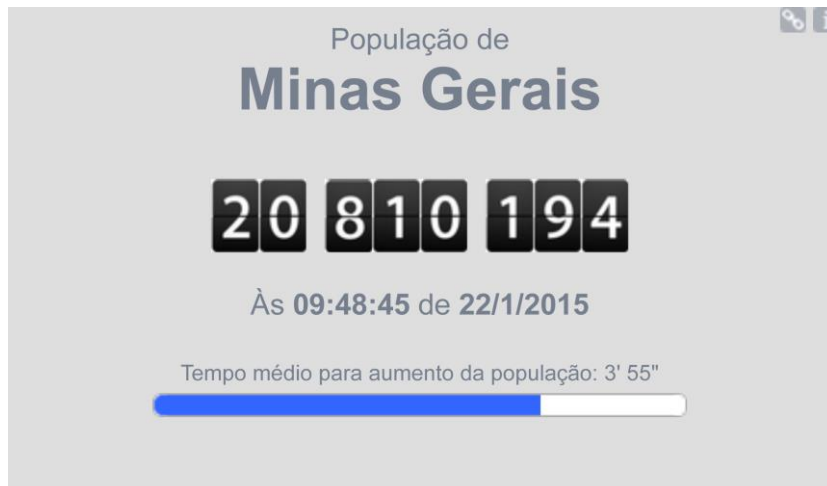 População de
Minas Gerais
20 810 194
Às 09:48:45 de 22/1/2015
Tempo médio para aumento da população: 3' 55"